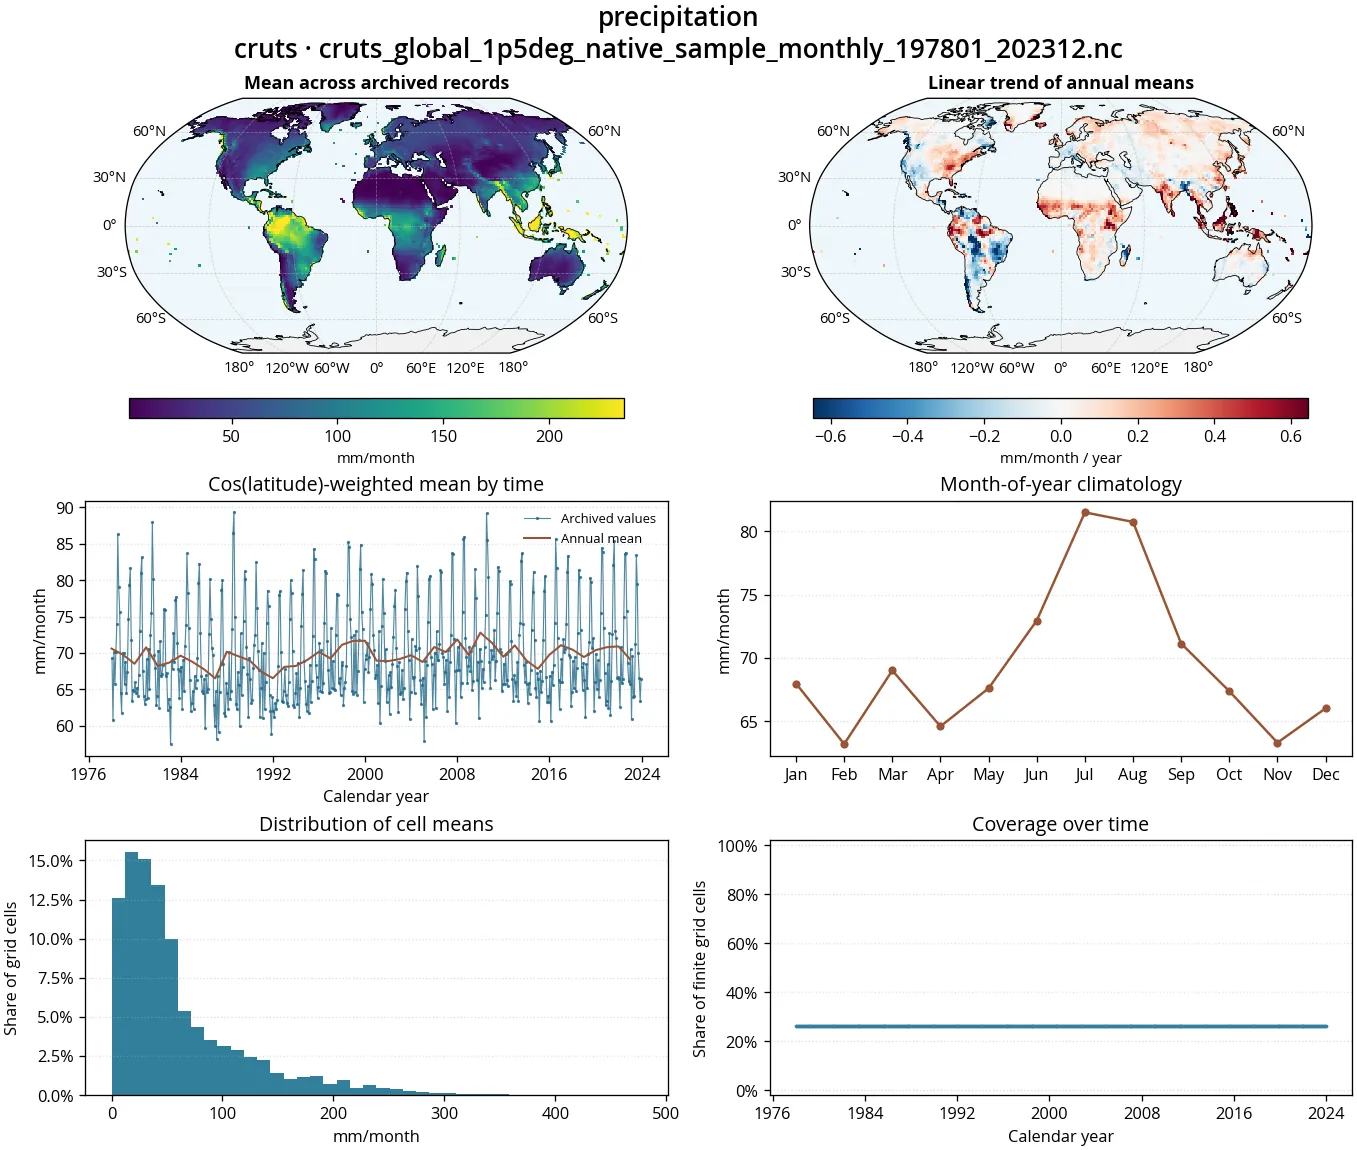 precipitation
cruts · cruts_global_1p5deg_native_sample_monthly_197801_202312.nc
Mean across archived records
60°N 60°N
30°N
0°
30°S
60°S 60°S
180° 120°W 60°W 0° 60°E 120°E 180°
50 100 150 200
mm/month
Linear trend of annual means
60°N 60°N
30°N
0°
30°S
60°S 60°S
180° 120°W 60°W 0° 60°E 120°E 180°
−0.6 −0.4 −0.2 0.0 0.2 0.4 0.6
mm/month / year
Cos(latitude)-weighted mean by time
90
85
80
75
70
65
60
mm/month
Archived values
Annual mean
1976 1984 1992 2000 2008 2016 2024
Calendar year
Month-of-year climatology
80
75
70
65
mm/month
Jan Feb Mar Apr May Jun Jul Aug Sep Oct Nov Dec
Distribution of cell means
15.0%
12.5%
10.0%
7.5%
5.0%
2.5%
0.0%
Share of grid cells
0 100 200 300 400 500
mm/month
Coverage over time
100%
80%
60%
40%
20%
0%
Share of finite grid cells
1976 1984 1992 2000 2008 2016 2024
Calendar year